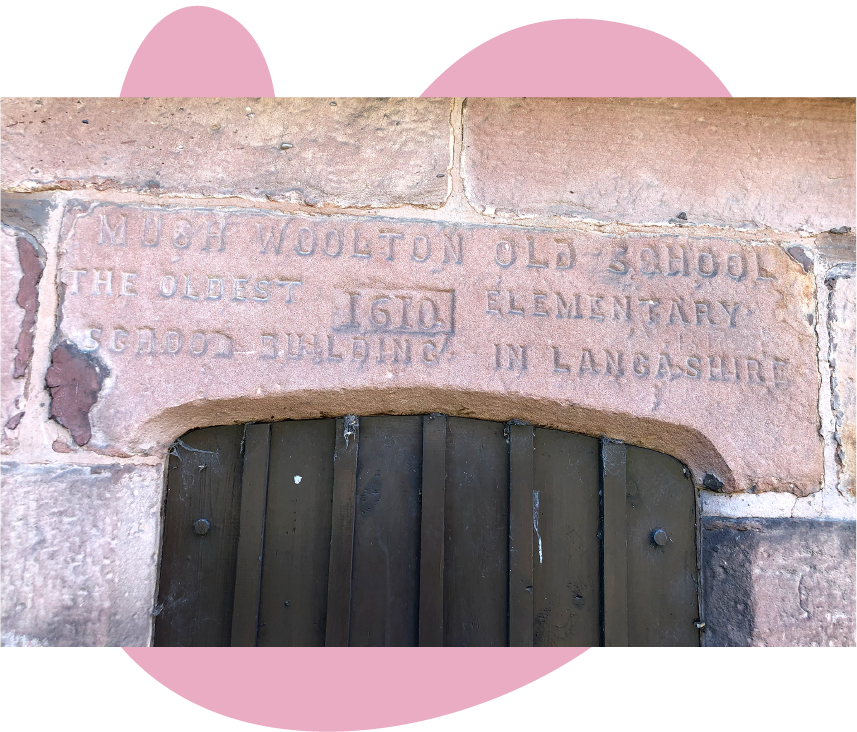 MUCH WOOLTON OLD SCHOOL
THE OLDEST 1610 ELEMENTARY
SCHOOL BUILDING IN LANCASHIRE